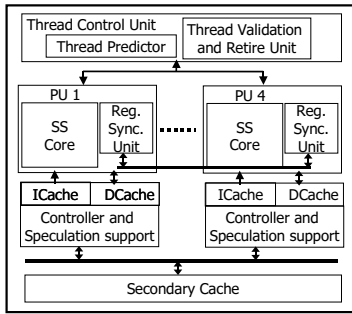 Thread Control Unit
Thread Predictor
Thread Validation
and Retire Unit
PU 1
SS
Core
Reg.
Sync.
Unit
PU 4
SS
Core
Reg.
Sync.
Unit
ICache
DCache
Controller and
Speculation support
ICache
DCache
Controller and
Speculation support
Secondary Cache